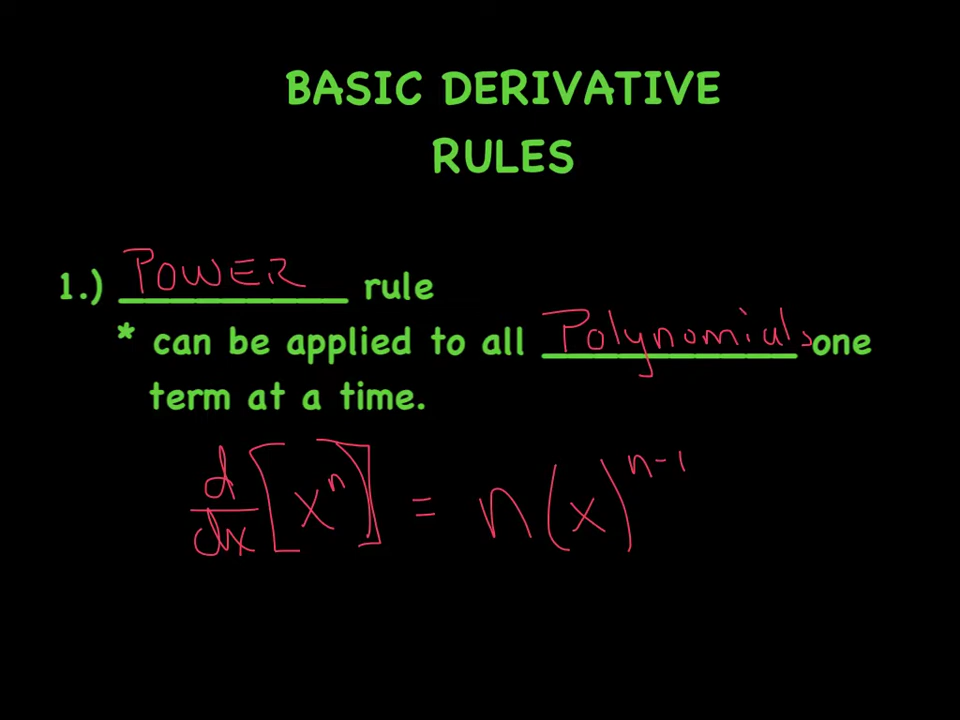 BASIC DERIVATIVE
RULES
1.) POWER rule
* can be applied to all Polynomials one
term at a time.
d/dx [x^n] = n(x)^{n-1}